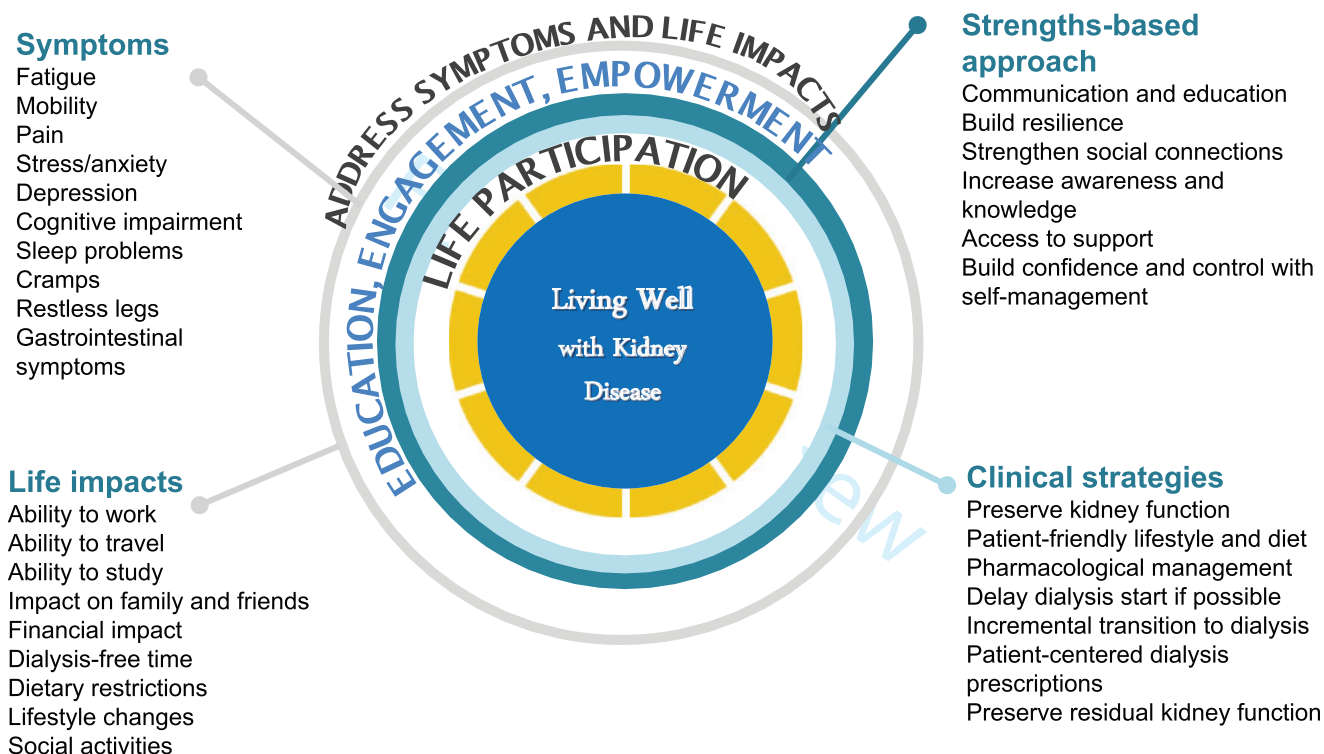 Symptoms
Fatigue
Mobility
Pain
Stress/anxiety
Depression
Cognitive impairment
Sleep problems
Cramps
Restless legs
Gastrointestinal
symptoms
Life impacts
Ability to work
Ability to travel
Ability to study
Impact on family and friends
Financial impact
Dialysis-free time
Dietary restrictions
Lifestyle changes
Social activities
ADDRESS SYMPTOMS AND LIFE IMPACTS
EDUCATION, ENGAGEMENT, EMPOWERMENT
LIFE PARTICIPATION
Living Well
with Kidney
Disease
Strengths-based
approach
Communication and education
Build resilience
Strengthen social connections
Increase awareness and
knowledge
Access to support
Build confidence and control with
self-management
Clinical strategies
Preserve kidney function
Patient-friendly lifestyle and diet
Pharmacological management
Delay dialysis start if possible
Incremental transition to dialysis
Patient-centered dialysis
prescriptions
Preserve residual kidney function